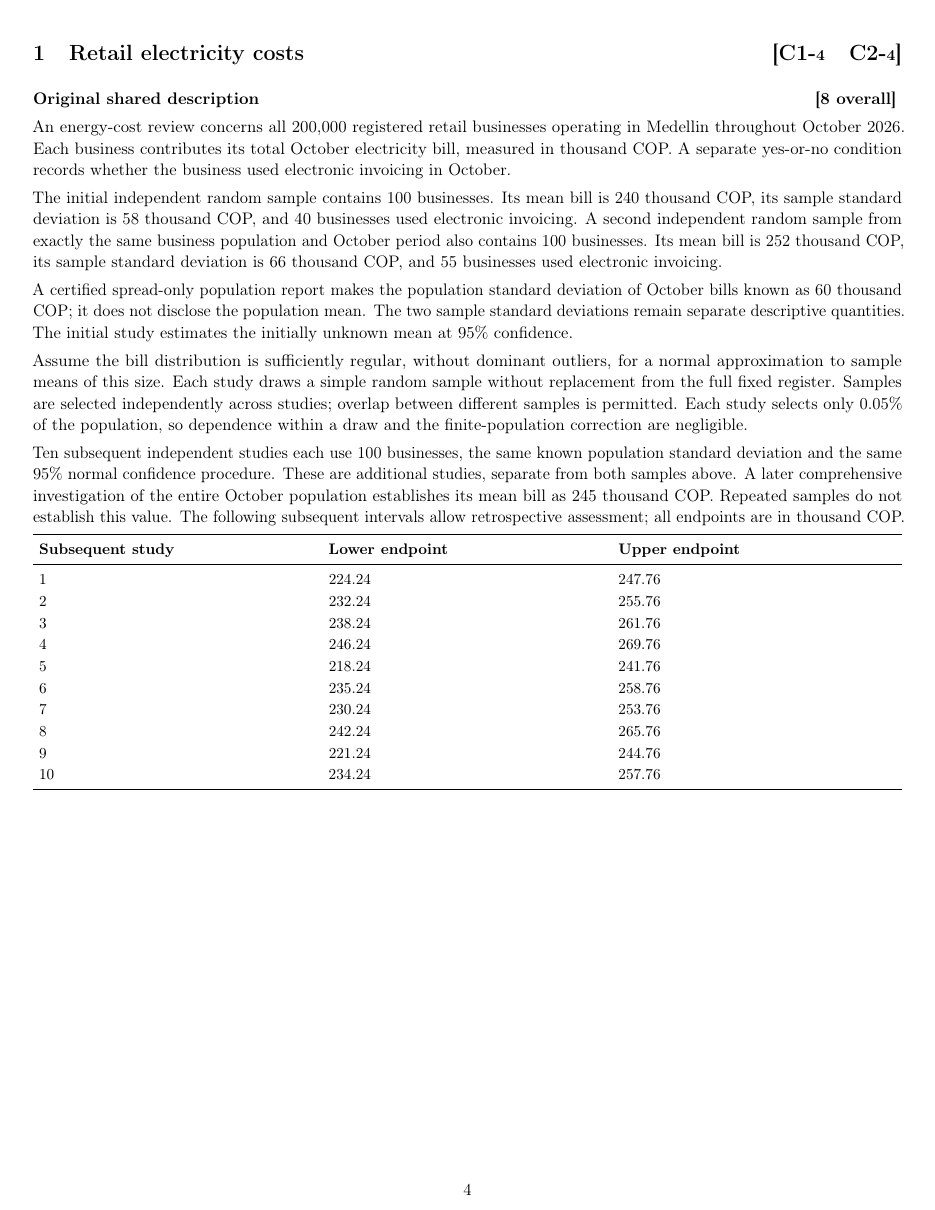 1 Retail electricity costs [C1-4 C2-4]
Original shared description [8 overall]
An energy-cost review concerns all 200,000 registered retail businesses operating in Medellin throughout October 2026.
Each business contributes its total October electricity bill, measured in thousand COP. A separate yes-or-no condition
records whether the business used electronic invoicing in October.
The initial independent random sample contains 100 businesses. Its mean bill is 240 thousand COP, its sample standard
deviation is 58 thousand COP, and 40 businesses used electronic invoicing. A second independent random sample from
exactly the same business population and October period also contains 100 businesses. Its mean bill is 252 thousand COP,
its sample standard deviation is 66 thousand COP, and 55 businesses used electronic invoicing.
A certified spread-only population report makes the population standard deviation of October bills known as 60 thousand
COP; it does not disclose the population mean. The two sample standard deviations remain separate descriptive quantities.
The initial study estimates the initially unknown mean at 95% confidence.
Assume the bill distribution is sufficiently regular, without dominant outliers, for a normal approximation to sample
means of this size. Each study draws a simple random sample without replacement from the full fixed register. Samples
are selected independently across studies; overlap between different samples is permitted. Each study selects only 0.05%
of the population, so dependence within a draw and the finite-population correction are negligible.
Ten subsequent independent studies each use 100 businesses, the same known population standard deviation and the same
95% normal confidence procedure. These are additional studies, separate from both samples above. A later comprehensive
investigation of the entire October population establishes its mean bill as 245 thousand COP. Repeated samples do not
establish this value. The following subsequent intervals allow retrospective assessment; all endpoints are in thousand COP.
Subsequent study Lower endpoint Upper endpoint
1 224.24 247.76
2 232.24 255.76
3 238.24 261.76
4 246.24 269.76
5 218.24 241.76
6 235.24 258.76
7 230.24 253.76
8 242.24 265.76
9 221.24 244.76
10 234.24 257.76
4